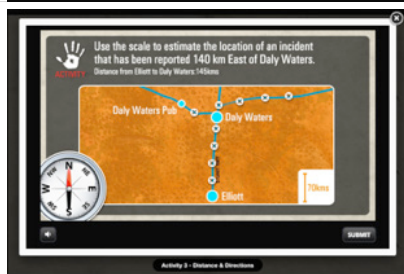 Use the scale to estimate the location of an incident
that has been reported 140 km East of Daly Waters.
ACTIVITY
Distance from Elliott to Daly Waters:145kms
Daly Waters Pub
Daly Waters
N
NW
W
S
70kms
Elliott
SUBMIT
Activity 3 - Distance & Directions